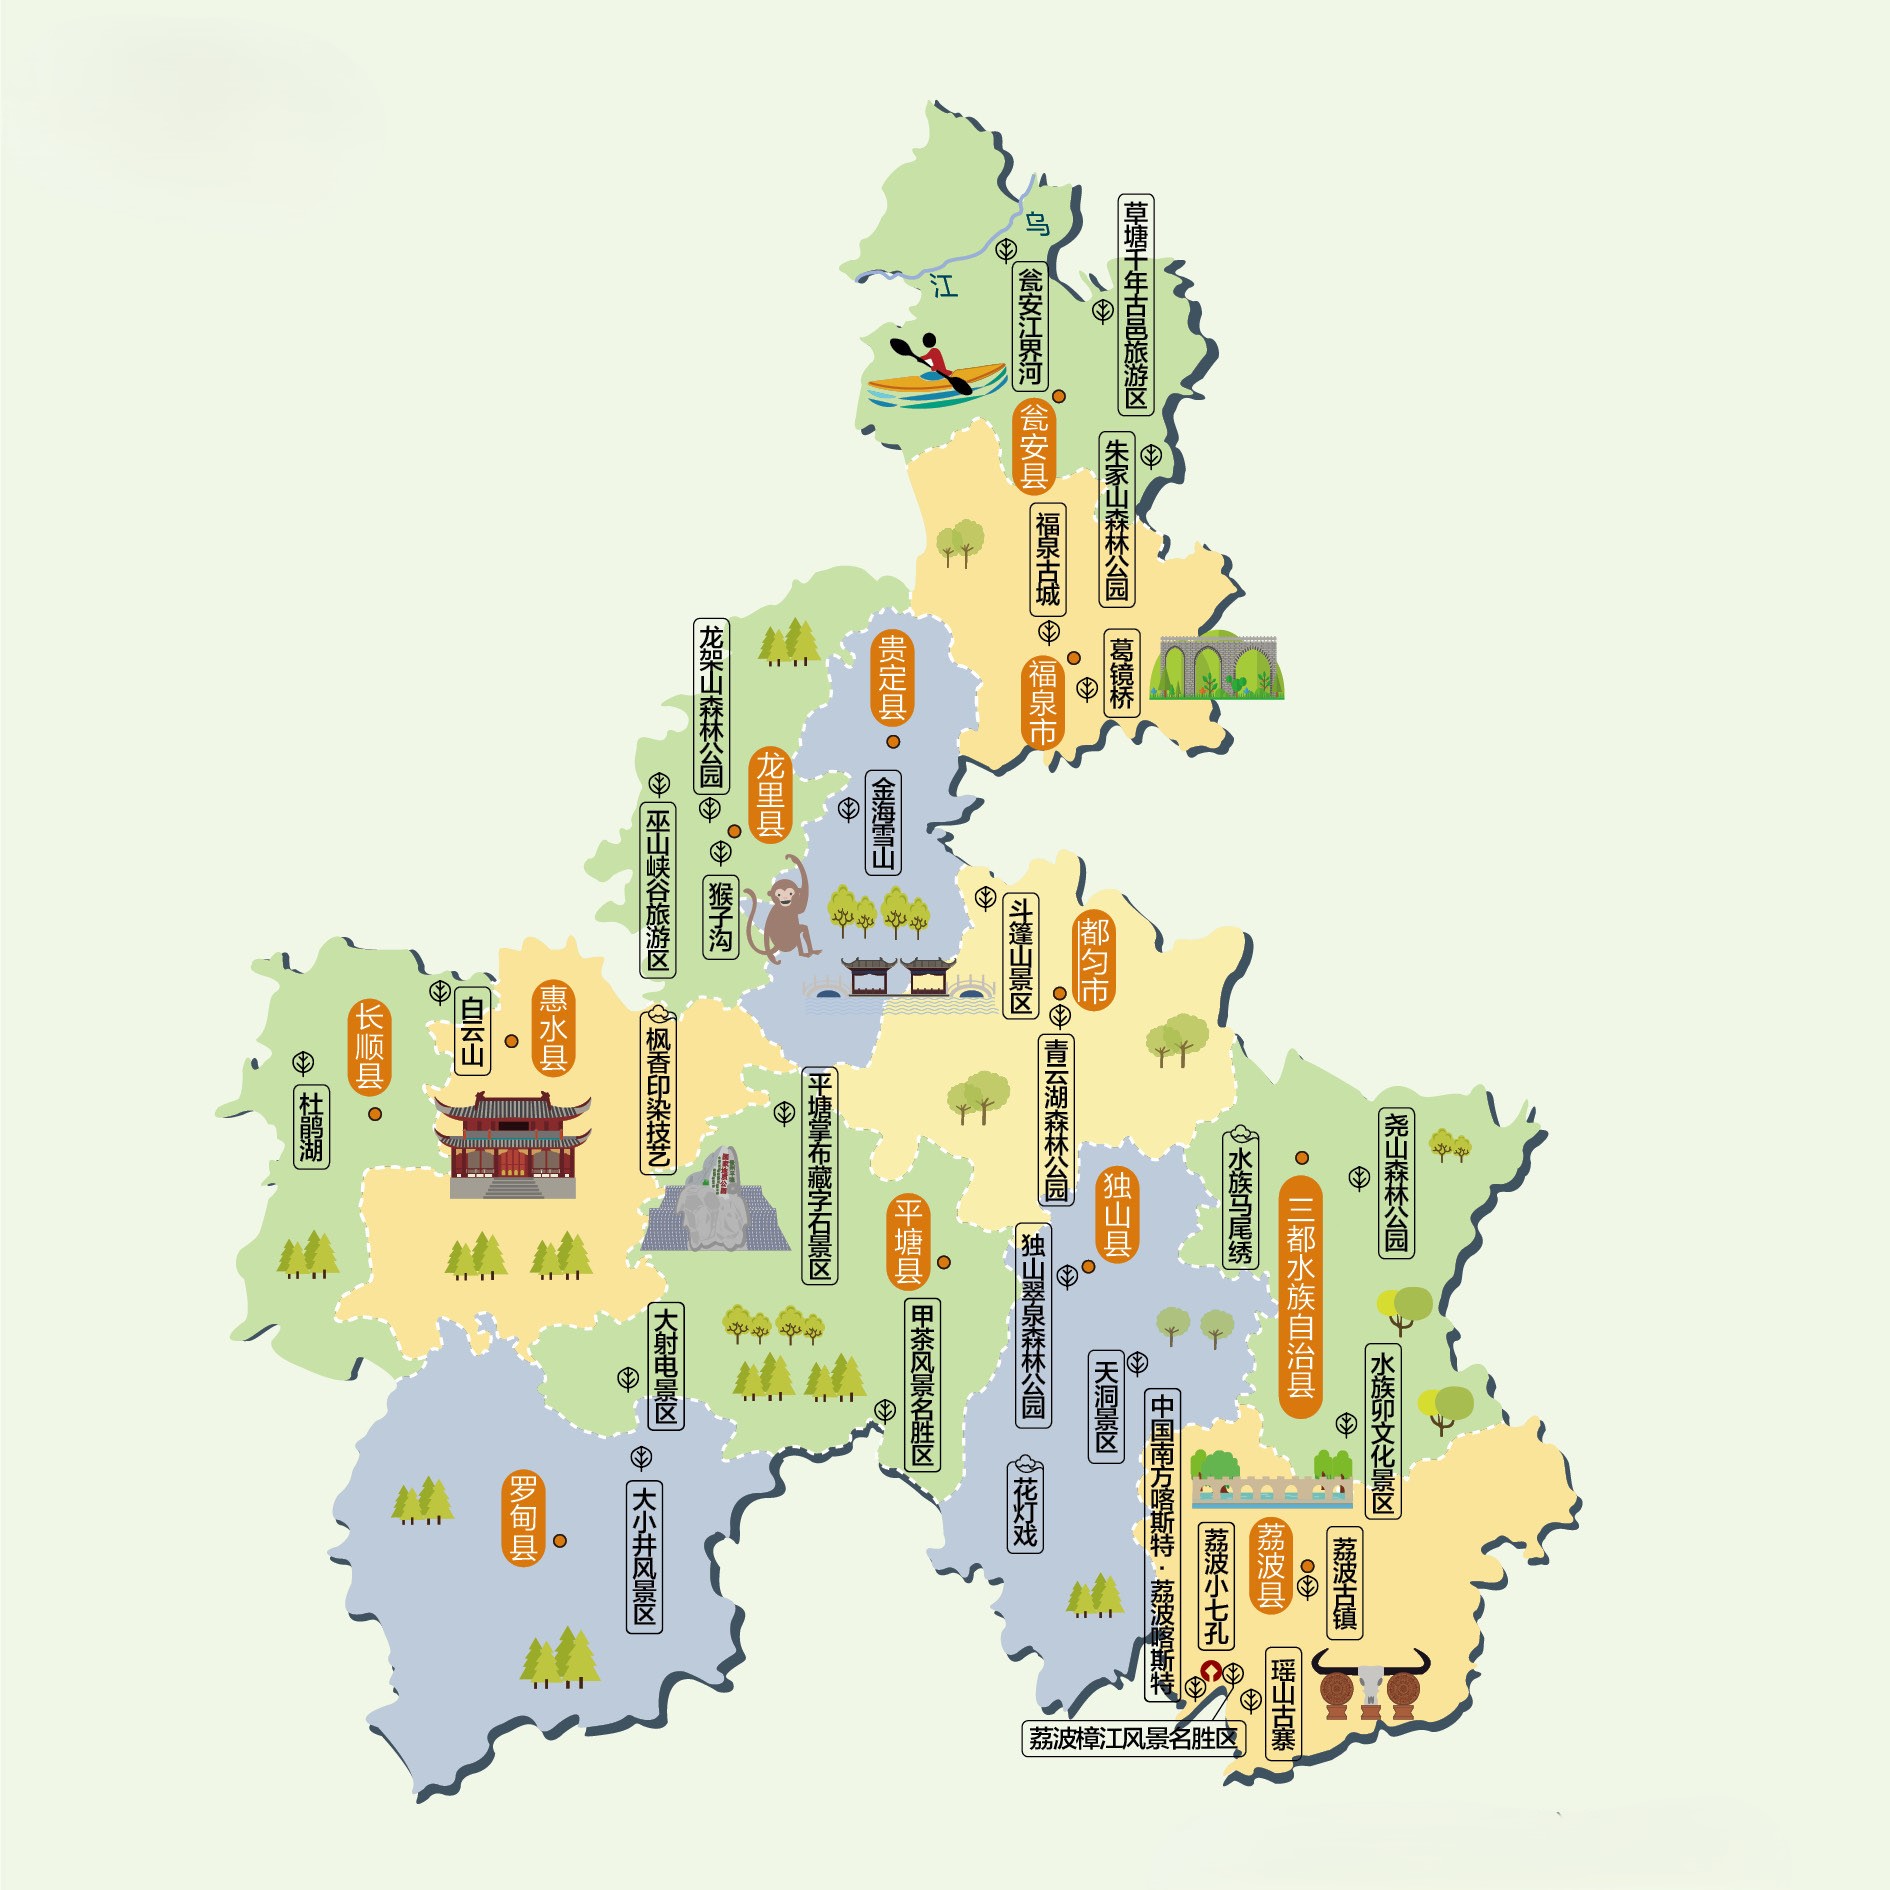 乌
江
瓮安江界河
草塘千年古邑旅游区
瓮安县
朱家山森林公园
福泉古城
福泉市
葛镜桥
贵定县
龙架山森林公园
龙里县
金海雪山
巫山峡谷旅游区
猴子沟
斗篷山景区
都匀市
青云湖森林公园
长顺县
白云山
惠水县
杜鹃湖
枫香印染技艺
平塘掌布藏字石景区
平塘县
独山县
水族马尾绣
三都水族自治县
尧山森林公园
独山翠泉森林公园
大射电景区
甲茶风景名胜区
天洞景区
水族卯文化景区
中国南方喀斯特·荔波喀斯特
花灯戏
罗甸县
大小井风景区
荔波小七孔
荔波县
荔波古镇
瑶山古寨
荔波樟江风景名胜区